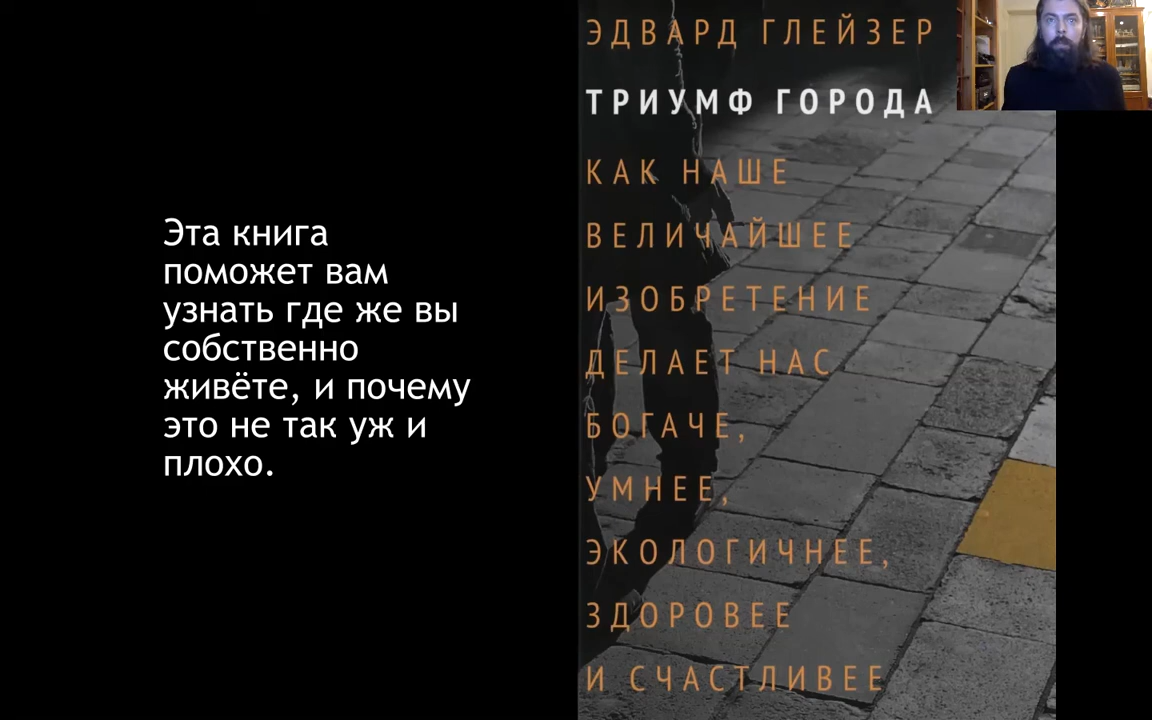 Эта книга
поможет вам
узнать где же вы
собственно
живёте, и почему
это не так уж и
плохо.
ЭДВАРД ГЛЕЙЗЕР
ТРИУМФ ГОРОДА
КАК НАШЕ
ВЕЛИЧАЙШЕЕ
ИЗОБРЕТЕНИЕ
ДЕЛАЕТ НАС
БОГАЧЕ,
УМНЕЕ,
ЭКОЛОГИЧНЕЕ,
ЗДОРОВЕЕ
И СЧАСТЛИВЕЕ